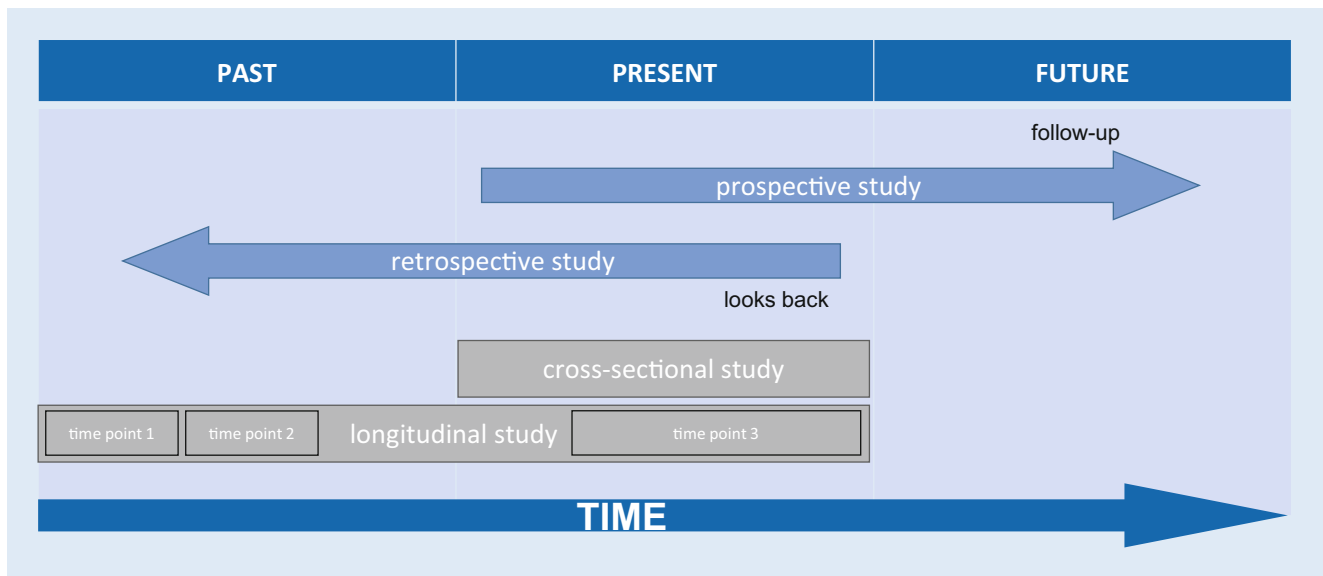 PAST PRESENT FUTURE
follow-up
prospective study
retrospective study
looks back
cross-sectional study
time point 1 time point 2 longitudinal study time point 3
TIME